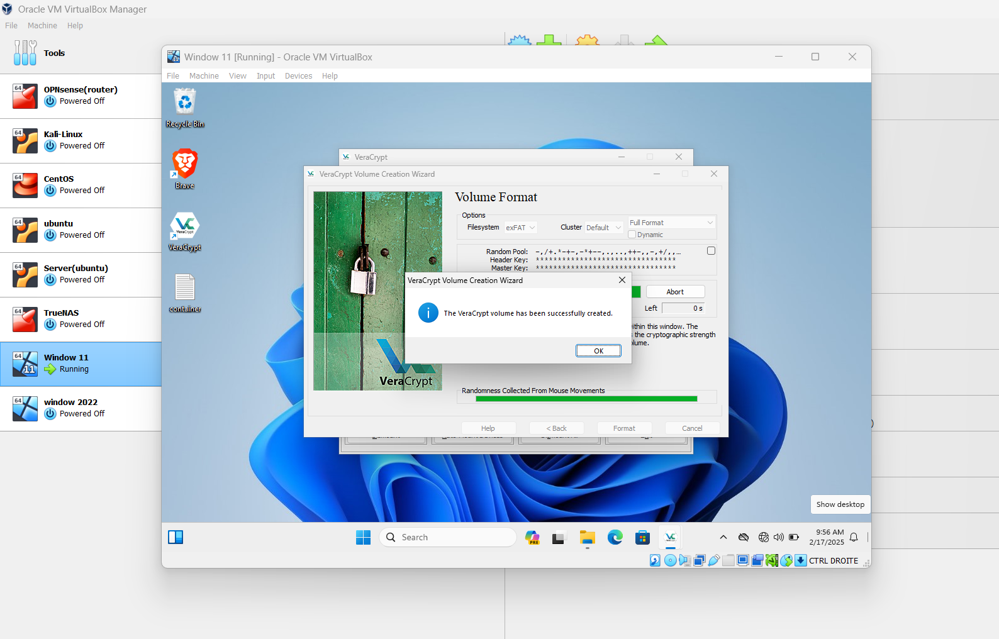 Oracle VM VirtualBox Manager
File Machine Help
Tools
64
OPNsense(router)
Powered Off
64
Kali-Linux
Powered Off
64
CentOS
Powered Off
64
ubuntu
Powered Off
64
Server(ubuntu)
Powered Off
64
TrueNAS
Powered Off
64
11
Window 11
Running
64
window 2022
Powered Off
Window 11 [Running] - Oracle VM VirtualBox
File Machine View Input Devices Help
Recycle Bin
Brave
VeraCrypt
VeraCrypt
container
VeraCrypt
VeraCrypt Volume Creation Wizard
Volume Format
Options
Filesystem exFAT Cluster Default Full Format
Dynamic
Random Pool: -,/+.*-+-,-*+--,.,..,++-,,-,+/,,...
Header Key: ********************************
Master Key: ********************************
VeraCrypt Volume Creation Wizard
The VeraCrypt volume has been successfully created.
OK
Abort
Left 0 s
ithin this window. The
s the cryptographic strength
olume.
VeraCrypt
Randomness Collected From Mouse Movements
Help < Back Format Cancel
Show desktop
Search
PRE
9:56 AM
2/17/2025
CTRL DROITE